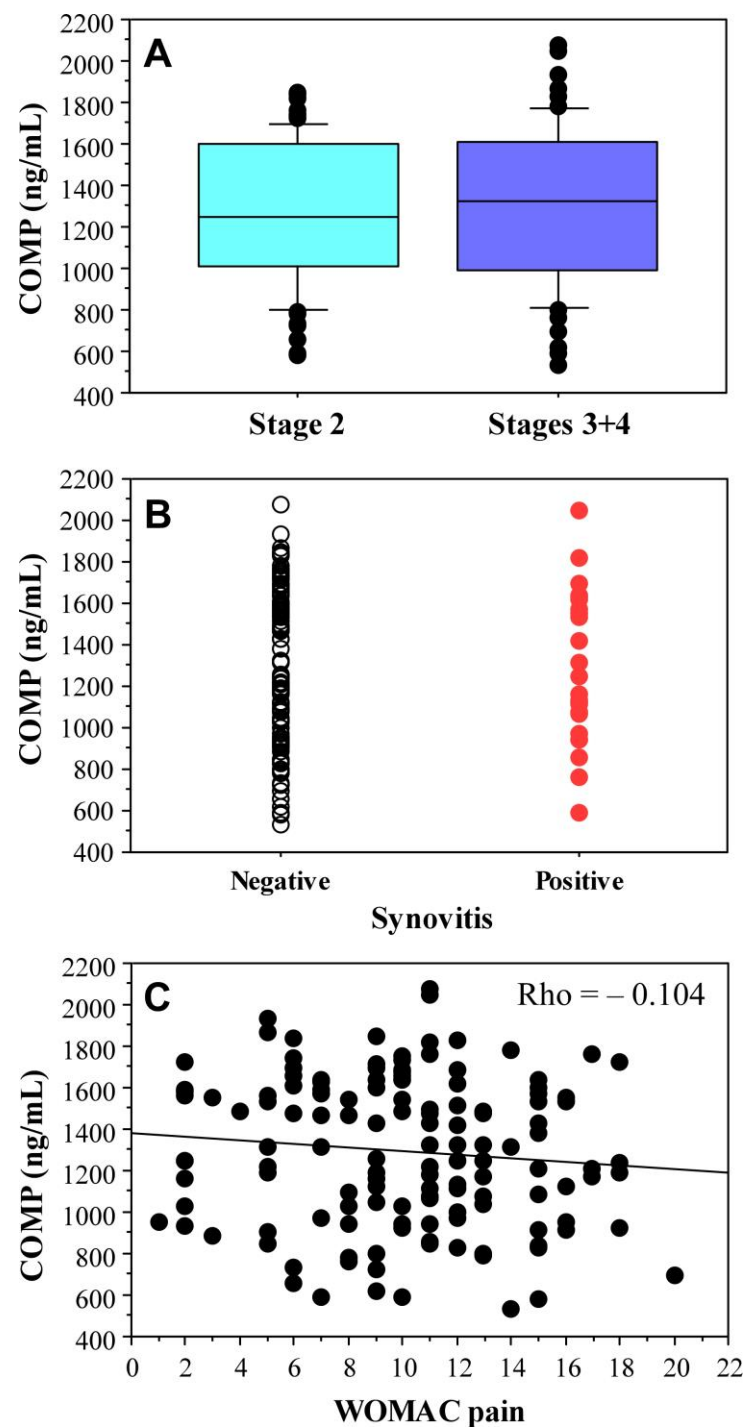 A
2200
2000
1800
1600
1400
1200
1000
800
600
400
COMP (ng/mL)
Stage 2 Stages 3+4
B
2200
2000
1800
1600
1400
1200
1000
800
600
400
COMP (ng/mL)
Negative Positive
Synovitis
C
Rho = – 0.104
2200
2000
1800
1600
1400
1200
1000
800
600
400
COMP (ng/mL)
0 2 4 6 8 10 12 14 16 18 20 22
WOMAC pain